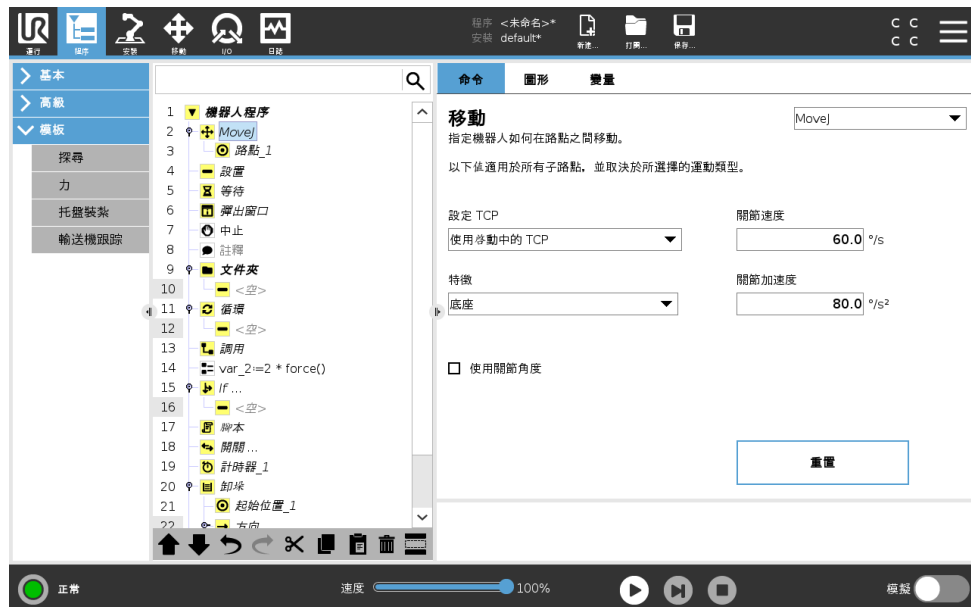 UR
運行
程序
安裝
移動
I/O
日誌
程序 <未命名>*
安裝 default*
新建...
打開...
保存...
C C
C C
基本
高級
模板
探尋
力
托盤裝紮
輸送機跟踪
1 機器人程序
2 MoveJ
3 路點_1
4 設置
5 等待
6 彈出窗口
7 中止
8 註釋
9 文件夾
10 <空>
11 循環
12 <空>
13 調用
14 var_2≔2 * force()
15 If ...
16 <空>
17 腳本
18 開關 ...
19 計時器_1
20 卸垛
21 起始位置_1
22 方向
命令 圖形 變量
移動
MoveJ
指定機器人如何在路點之間移動。
以下值適用於所有子路點，並取決於所選擇的運動類型。
設定 TCP
關節速度
使用啓動中的 TCP
60.0 °/s
特徵
關節加速度
底座
80.0 °/s²
使用關節角度
重置
正常
速度
100%
模擬